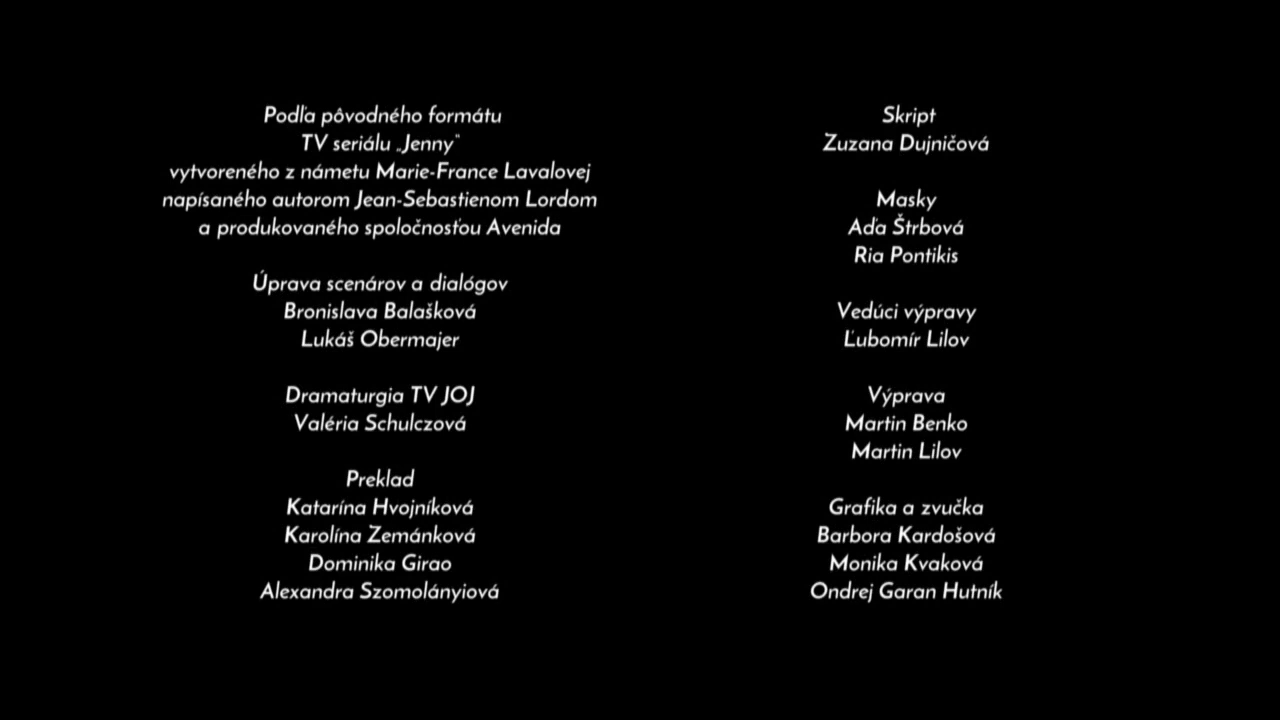 Podľa pôvodného formátu
TV seriálu „Jenny"
vytvoreného z námetu Marie-France Lavalovej
napísaného autorom Jean-Sebastienom Lordom
a produkovaného spoločnosťou Avenida
Úprava scenárov a dialógov
Bronislava Balašková
Lukáš Obermajer
Dramaturgia TV JOJ
Valéria Schulczová
Preklad
Katarína Hvojníková
Karolína Zemánková
Dominika Girao
Alexandra Szomolányiová
Skript
Zuzana Dujničová
Masky
Aďa Štrbová
Ria Pontikis
Vedúci výpravy
Ľubomír Lilov
Výprava
Martin Benko
Martin Lilov
Grafika a zvučka
Barbora Kardošová
Monika Kvaková
Ondrej Garan Hutník